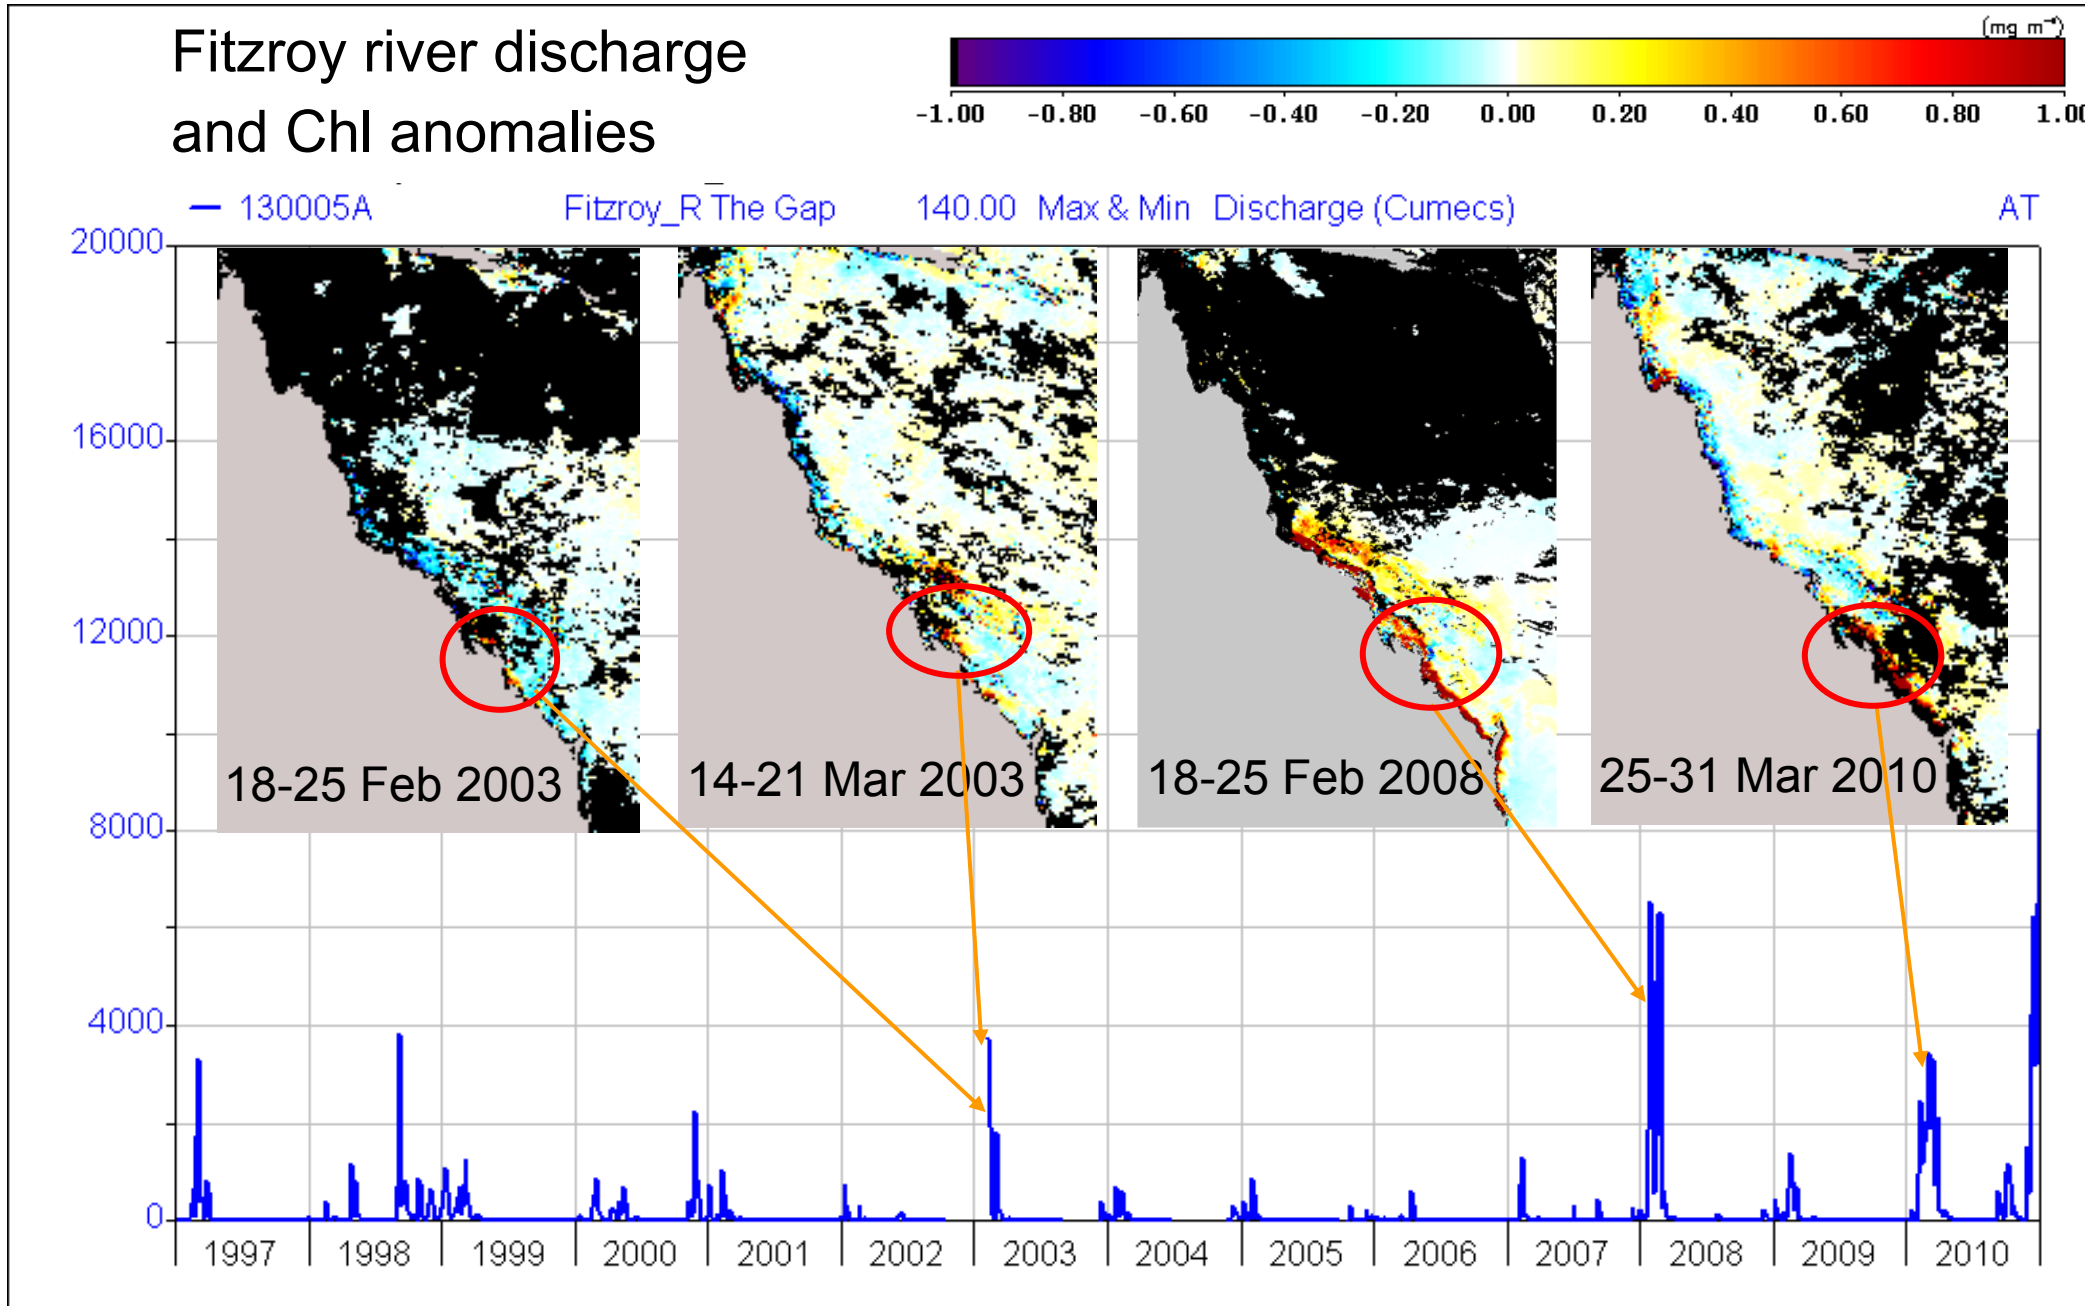 Fitzroy river discharge
and Chl anomalies
-1.00 -0.80 -0.60 -0.40 -0.20 0.00 0.20 0.40 0.60 0.80 1.00
130005A Fitzroy_R The Gap 140.00 Max & Min Discharge (Cumecs) AT
20000
16000
12000
8000
4000
0
18-25 Feb 2003
14-21 Mar 2003
18-25 Feb 2008
25-31 Mar 2010
1997 1998 1999 2000 2001 2002 2003 2004 2005 2006 2007 2008 2009 2010